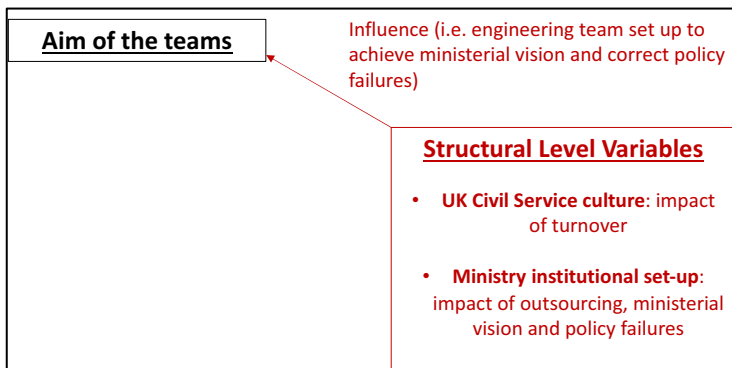 Aim of the teams
Influence (i.e. engineering team set up to
achieve ministerial vision and correct policy
failures)
Structural Level Variables
• UK Civil Service culture: impact
of turnover
• Ministry institutional set-up:
impact of outsourcing, ministerial
vision and policy failures